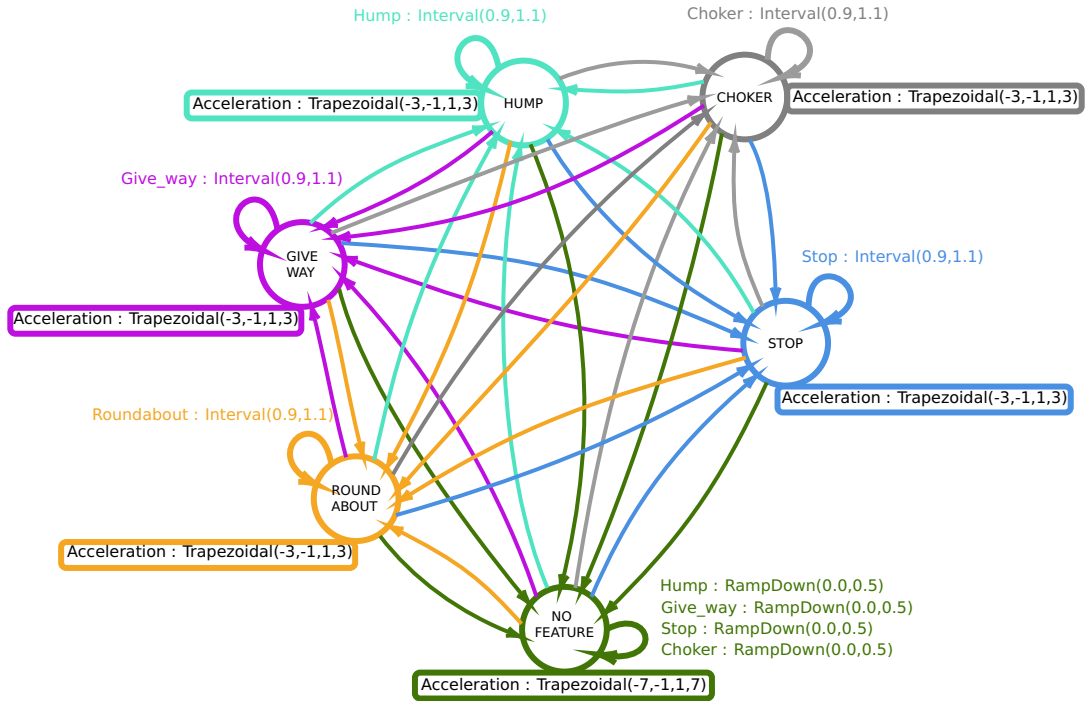 Hump : Interval(0.9,1.1)
Choker : Interval(0.9,1.1)
Acceleration : Trapezoidal(-3,-1,1,3)
HUMP
CHOKER
Acceleration : Trapezoidal(-3,-1,1,3)
Give_way : Interval(0.9,1.1)
GIVE
WAY
Stop : Interval(0.9,1.1)
Acceleration : Trapezoidal(-3,-1,1,3)
STOP
Acceleration : Trapezoidal(-3,-1,1,3)
Roundabout : Interval(0.9,1.1)
ROUND
ABOUT
Acceleration : Trapezoidal(-3,-1,1,3)
Hump : RampDown(0.0,0.5)
Give_way : RampDown(0.0,0.5)
Stop : RampDown(0.0,0.5)
Choker : RampDown(0.0,0.5)
NO
FEATURE
Acceleration : Trapezoidal(-7,-1,1,7)